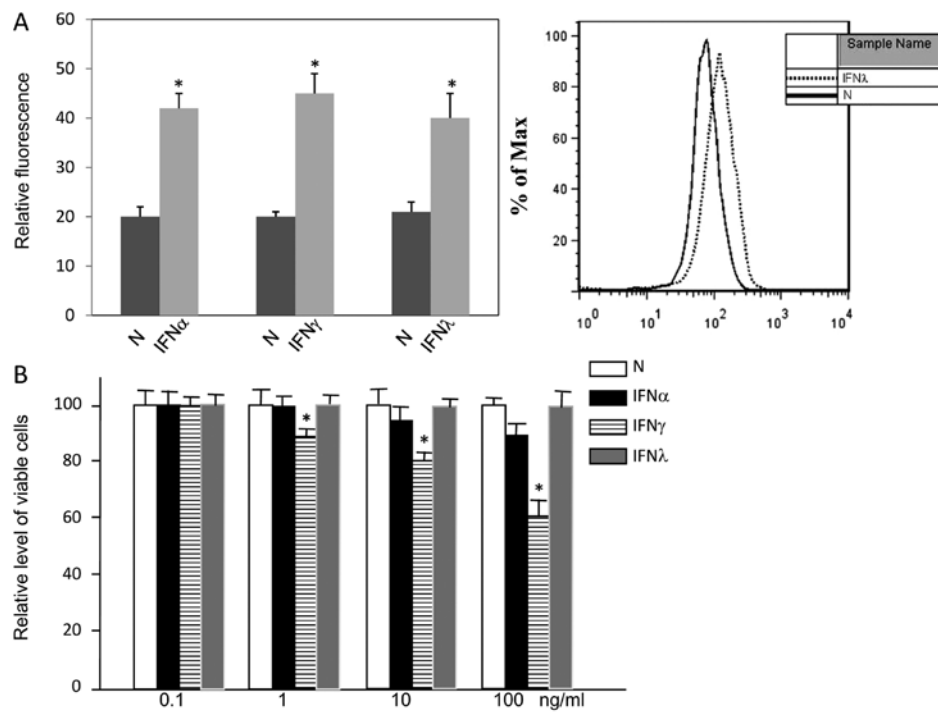 A
Relative fluorescence
60
50
40
30
20
10
0
*
*
*
N
IFNα
N
IFNγ
N
IFNλ
% of Max
100
80
60
40
20
10⁰
10¹
10²
10³
10⁴
Sample Name
IFNλ
N
B
Relative level of viable cells
100
80
60
40
20
0
*
*
*
0.1
1
10
100 ng/ml
N
IFNα
IFNγ
IFNλ